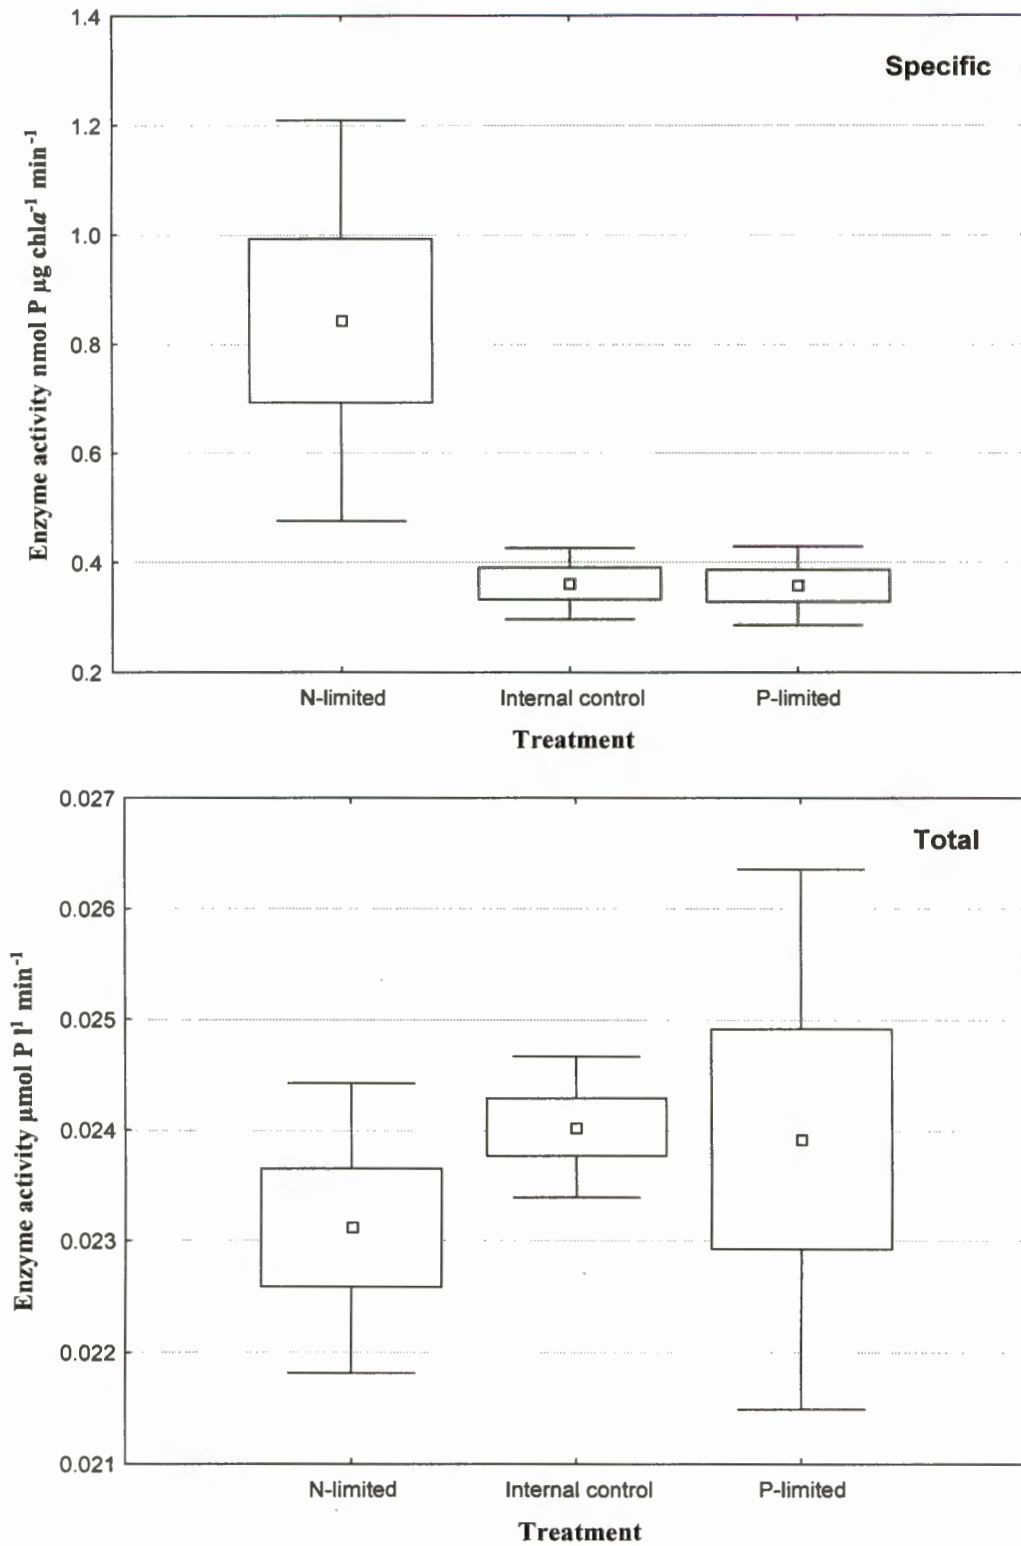 Specific
Enzyme activity nmol P µg chla⁻¹ min⁻¹
1.4
1.2
1.0
0.8
0.6
0.4
0.2
N-limited Internal control P-limited
Treatment
Total
Enzyme activity µmol P l¹ min⁻¹
0.027
0.026
0.025
0.024
0.023
0.022
0.021
N-limited Internal control P-limited
Treatment